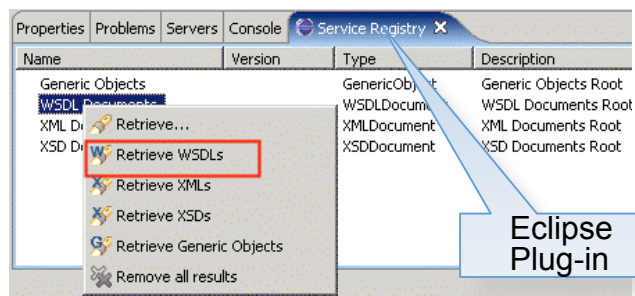 Properties Problems Servers Console Service Registry
Name Version Type Description
Generic Objects GenericObject Generic Objects Root
WSDL Documents WSDLDocument WSDL Documents Root
XML XMLDocument XML Documents Root
XSD XSDDocument XSD Documents Root
Retrieve...
Retrieve WSDLs
Retrieve XMLs
Retrieve XSDs
Retrieve Generic Objects
Remove all results
Eclipse
Plug-in